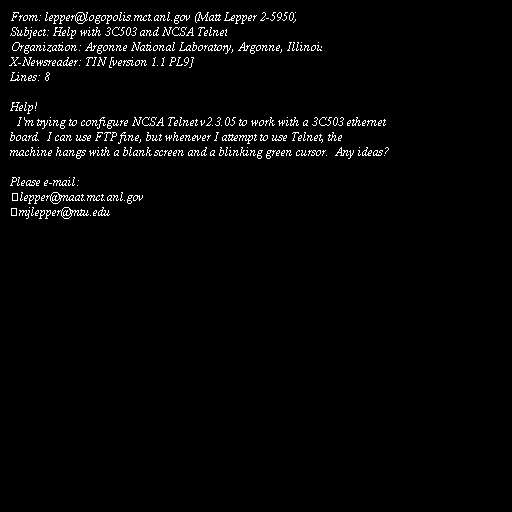 From: lepper@logopolis.mct.anl.gov (Matt Lepper 2-5950)
Subject: Help with 3C503 and NCSA Telnet
Organization: Argonne National Laboratory, Argonne, Illinois
X-Newsreader: TIN [version 1.1 PL9]
Lines: 8

Help!
  I'm trying to configure NCSA Telnet v2.3.05 to work with a 3C503 ethernet
board.  I can use FTP fine, but whenever I attempt to use Telnet, the
machine hangs with a blank screen and a blinking green cursor.  Any ideas?

Please e-mail:
lepper@maat.mct.anl.gov
mjlepper@mtu.edu